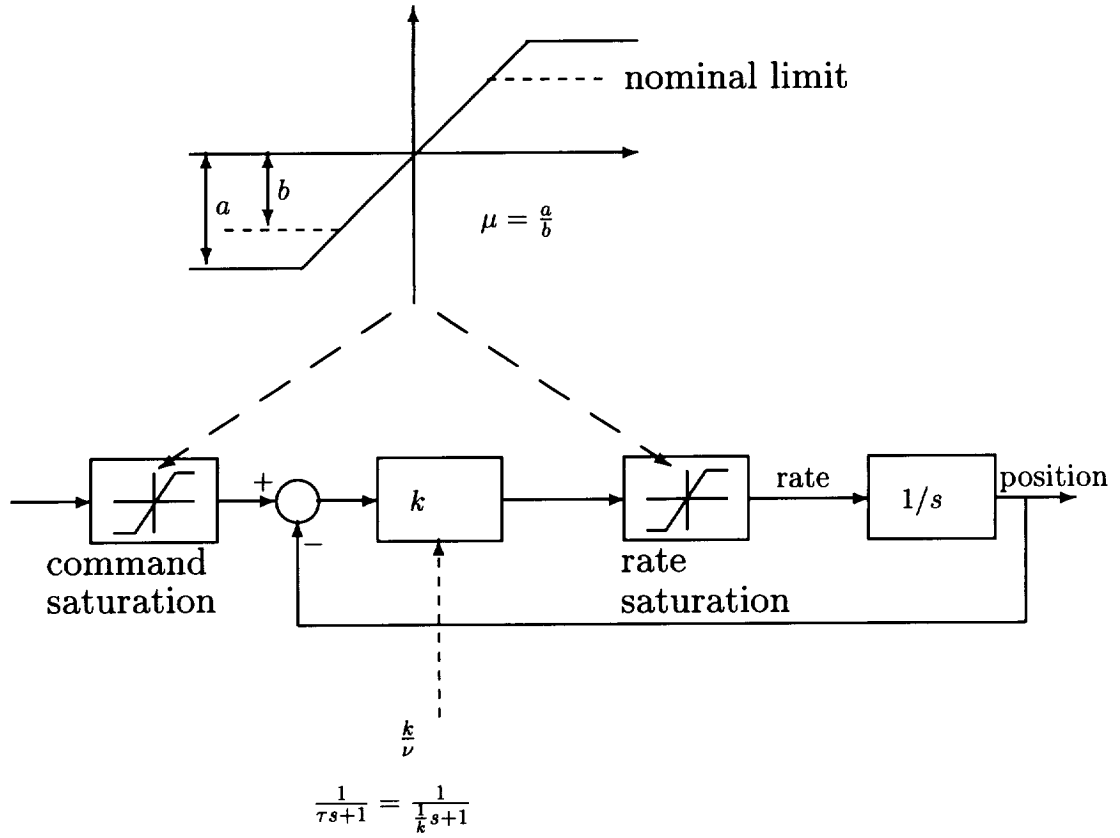 nominal limit
a
b
μ = a/b
+
−
k
rate
1/s
position
command
saturation
rate
saturation
k/ν
1/(τs+1) = 1/(1/k s+1)